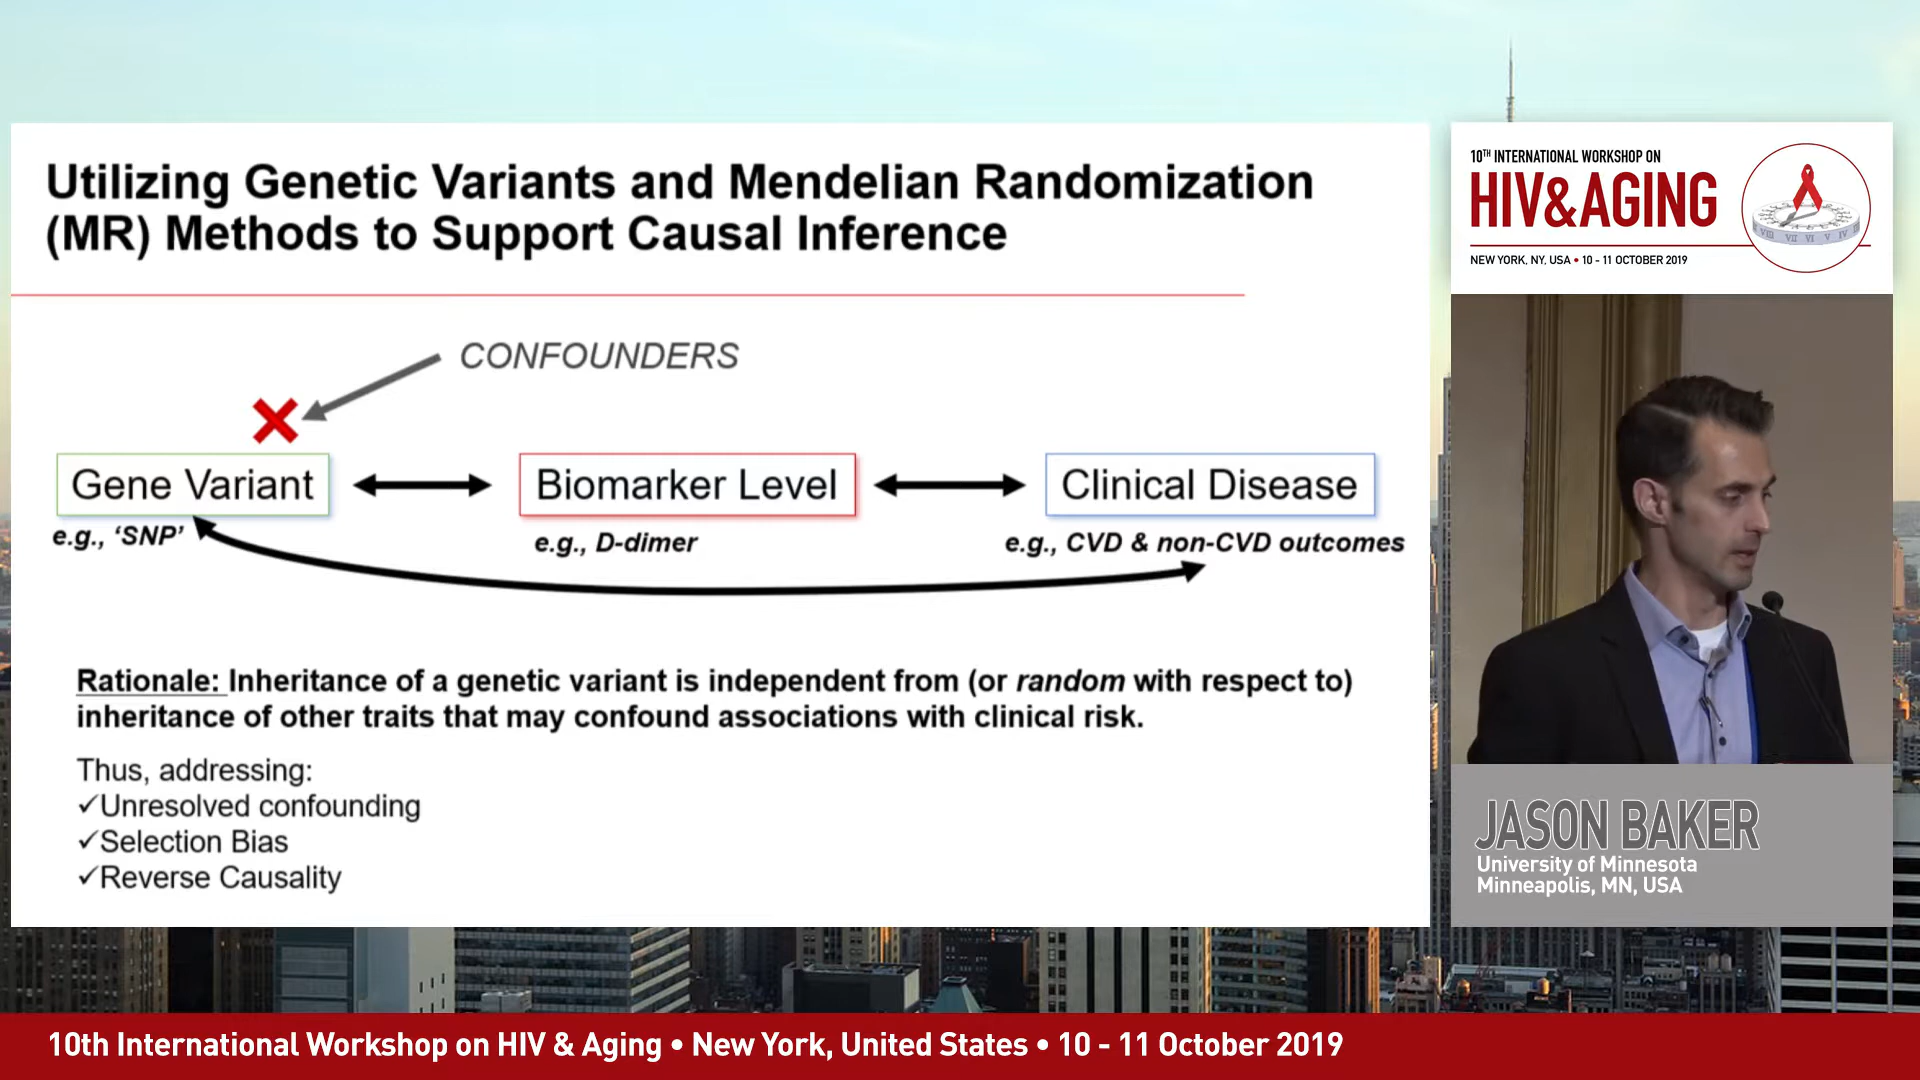 Utilizing Genetic Variants and Mendelian Randomization
(MR) Methods to Support Causal Inference
CONFOUNDERS
Gene Variant
Biomarker Level
Clinical Disease
e.g., ‘SNP’
e.g., D-dimer
e.g., CVD & non-CVD outcomes
Rationale: Inheritance of a genetic variant is independent from (or random with respect to)
inheritance of other traits that may confound associations with clinical risk.
Thus, addressing:
✓Unresolved confounding
✓Selection Bias
✓Reverse Causality
10TH INTERNATIONAL WORKSHOP ON
HIV&AGING
NEW YORK, NY, USA • 10 - 11 OCTOBER 2019
JASON BAKER
University of Minnesota
Minneapolis, MN, USA
10th International Workshop on HIV & Aging • New York, United States • 10 - 11 October 2019